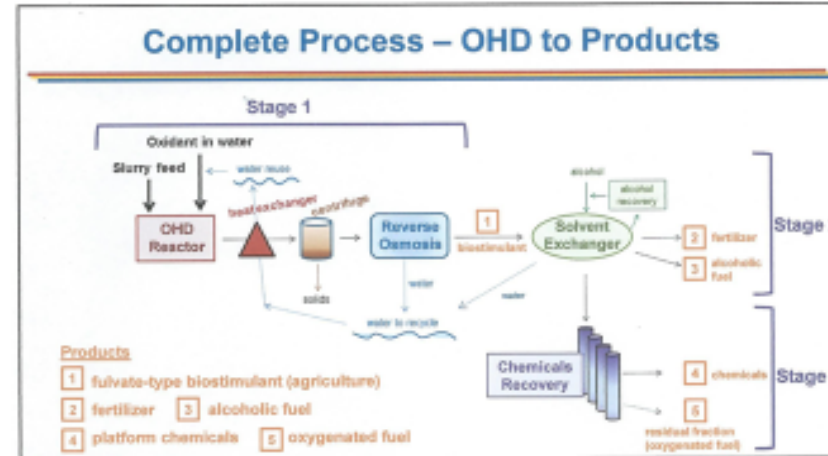 Complete Process – OHD to Products
Stage 1
Oxidant in water
Slurry feed
water reuse
heat exchanger
centrifuge
OHD
Reactor
Reverse
Osmosis
1
biostimulant
alcohol
alcohol
recovery
Solvent
Exchanger
2 fertilizer
3 alcoholic
fuel
Stage
solids
water
water
water to recycle
Chemicals
Recovery
4 chemicals
5
residual fraction
(oxygenated fuel)
Stage
Products
1 fulvate-type biostimulant (agriculture)
2 fertilizer 3 alcoholic fuel
4 platform chemicals 5 oxygenated fuel